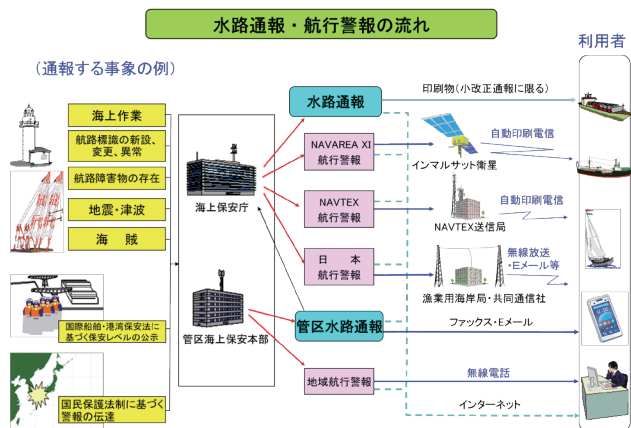 水路通報・航行警報の流れ
利用者
(通報する事象の例)
海上作業
航路標識の新設、
変更、異常
航路障害物の存在
地震・津波
海　賊
国際船舶・港湾保安法に
基づく保安レベルの公示
国民保護法制に基づく
警報の伝達
海上保安庁
管区海上保安本部
水路通報
NAVAREA XI
航行警報
NAVTEX
航行警報
日　本
航行警報
管区水路通報
地域航行警報
印刷物(小改正通報に限る)
自動印刷電信
インマルサット衛星
自動印刷電信
NAVTEX送信局
無線放送
・Eメール等
漁業用海岸局・共同通信社
ファックス・Eメール
無線電話
インターネット